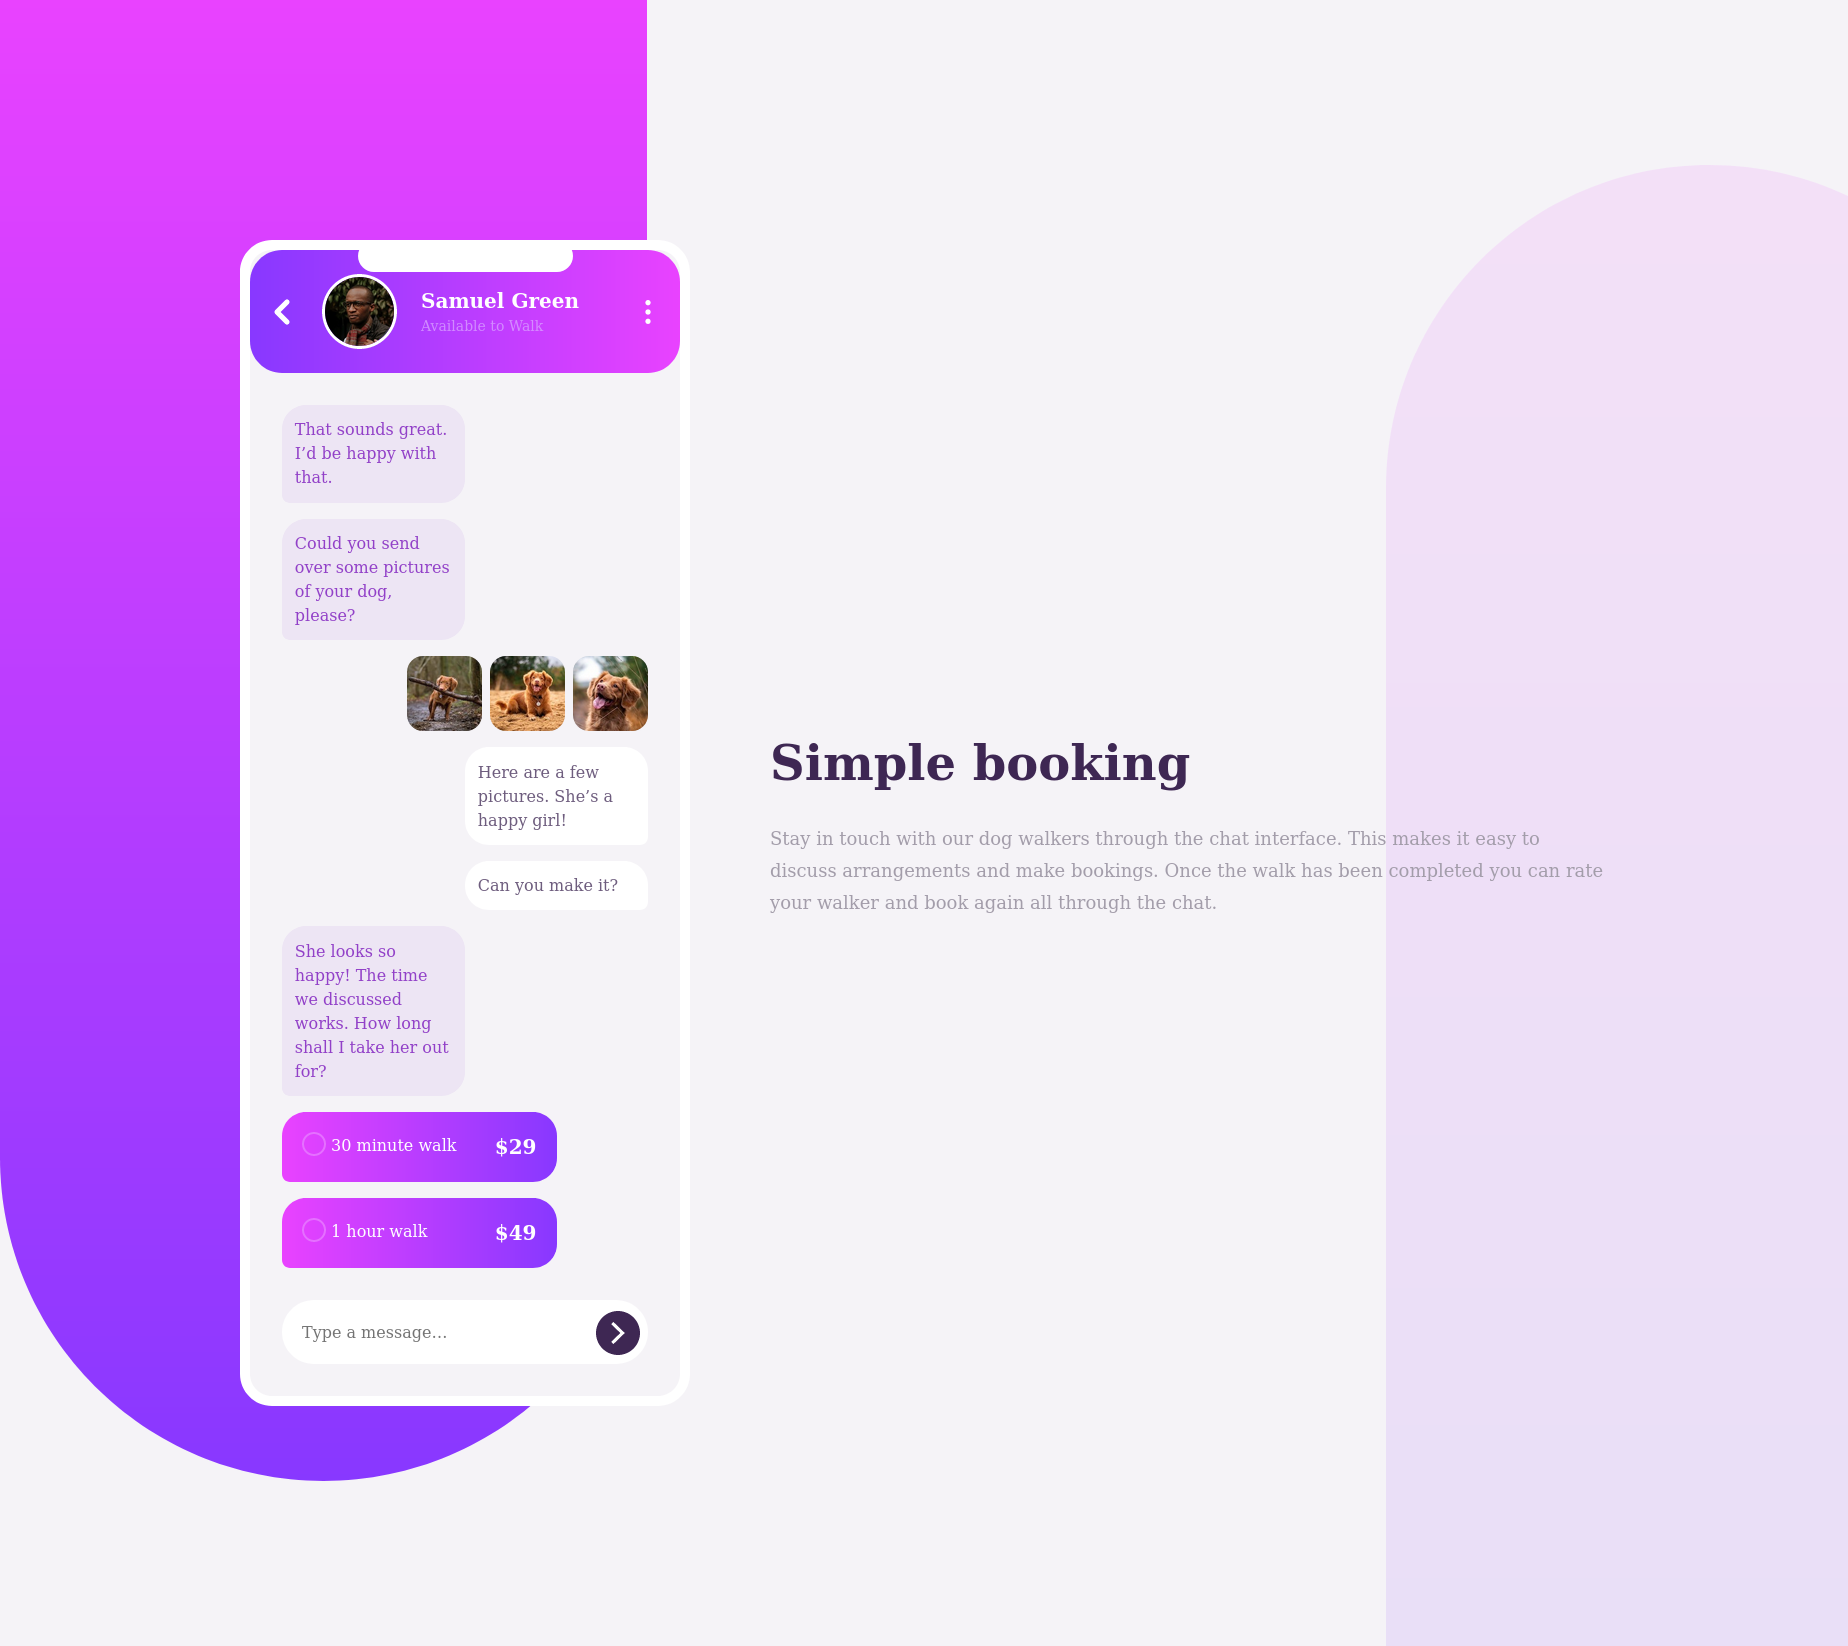 Samuel Green
Available to Walk
That sounds great.
I’d be happy with
that.
Could you send
over some pictures
of your dog,
please?
Here are a few
pictures. She’s a
happy girl!
Can you make it?
She looks so
happy! The time
we discussed
works. How long
shall I take her out
for?
30 minute walk $29
1 hour walk $49
Type a message…
Simple booking
Stay in touch with our dog walkers through the chat interface. This makes it easy to
discuss arrangements and make bookings. Once the walk has been completed you can rate
your walker and book again all through the chat.